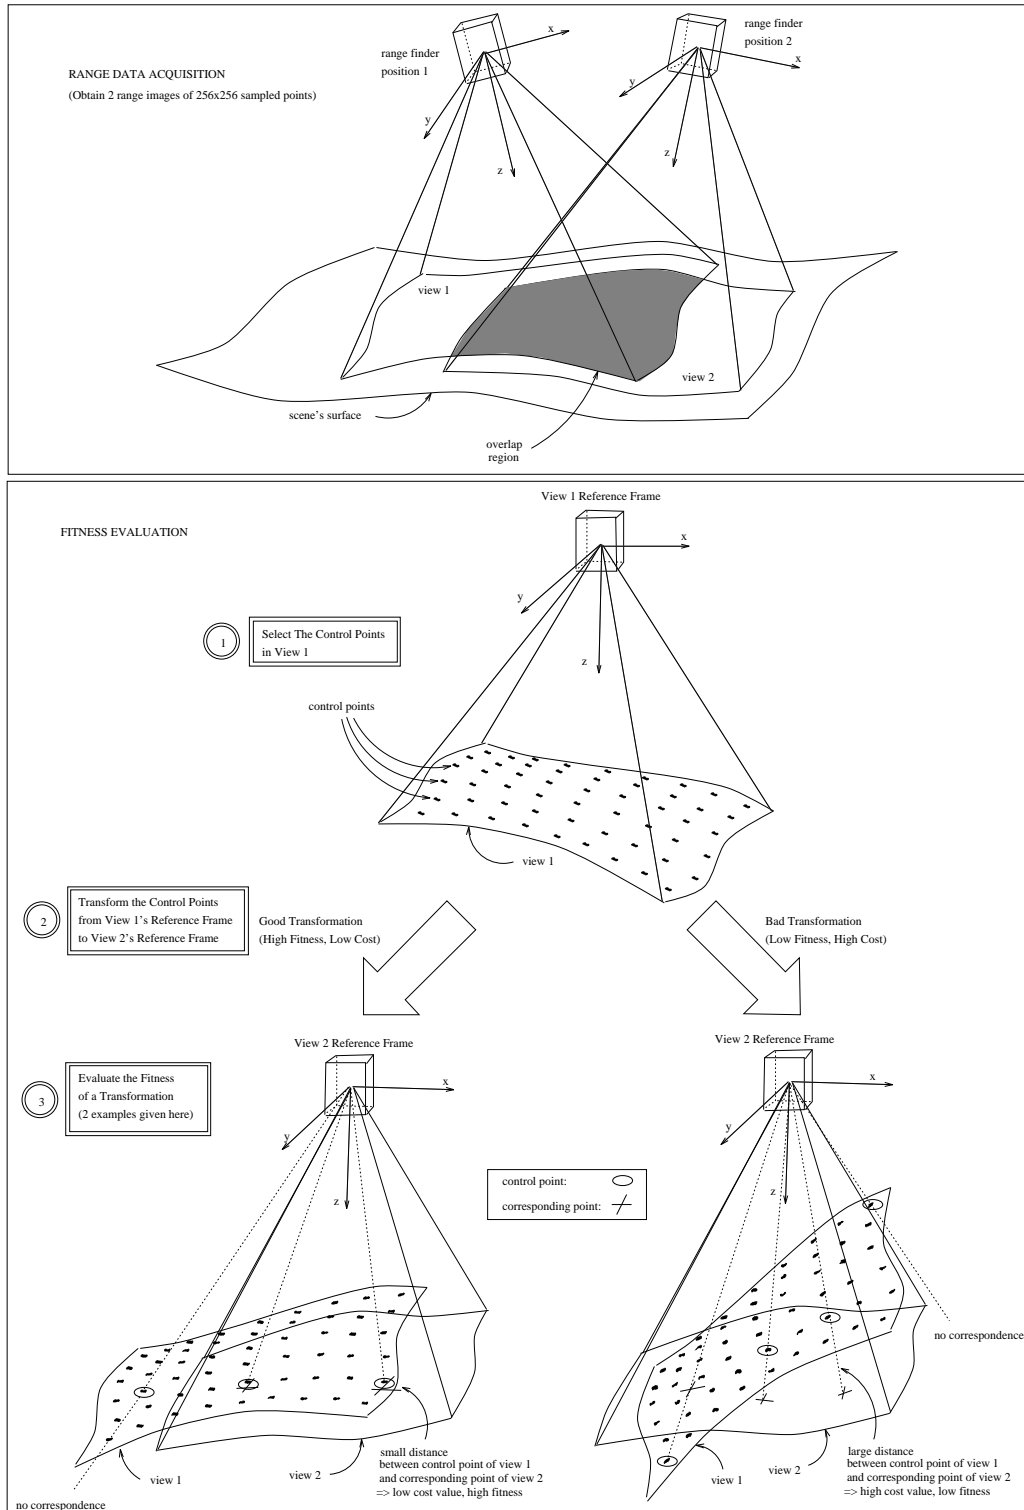 range finder
position 1
range finder
position 2
RANGE DATA ACQUISITION
(Obtain 2 range images of 256x256 sampled points)
x
y
z
x
y
z
view 1
view 2
scene's surface
overlap
region
View 1 Reference Frame
FITNESS EVALUATION
x
y
z
1
Select The Control Points
in View 1
control points
view 1
2
Transform the Control Points
from View 1's Reference Frame
to View 2's Reference Frame
Good Transformation
(High Fitness, Low Cost)
Bad Transformation
(Low Fitness, High Cost)
View 2 Reference Frame
View 2 Reference Frame
3
Evaluate the Fitness
of a Transformation
(2 examples given here)
x
y
z
x
y
z
control point:
corresponding point:
no correspondence
view 1
view 2
small distance
between control point of view 1
and corresponding point of view 2
=> low cost value, high fitness
no correspondence
view 1
view 2
large distance
between control point of view 1
and corresponding point of view 2
=> high cost value, low fitness